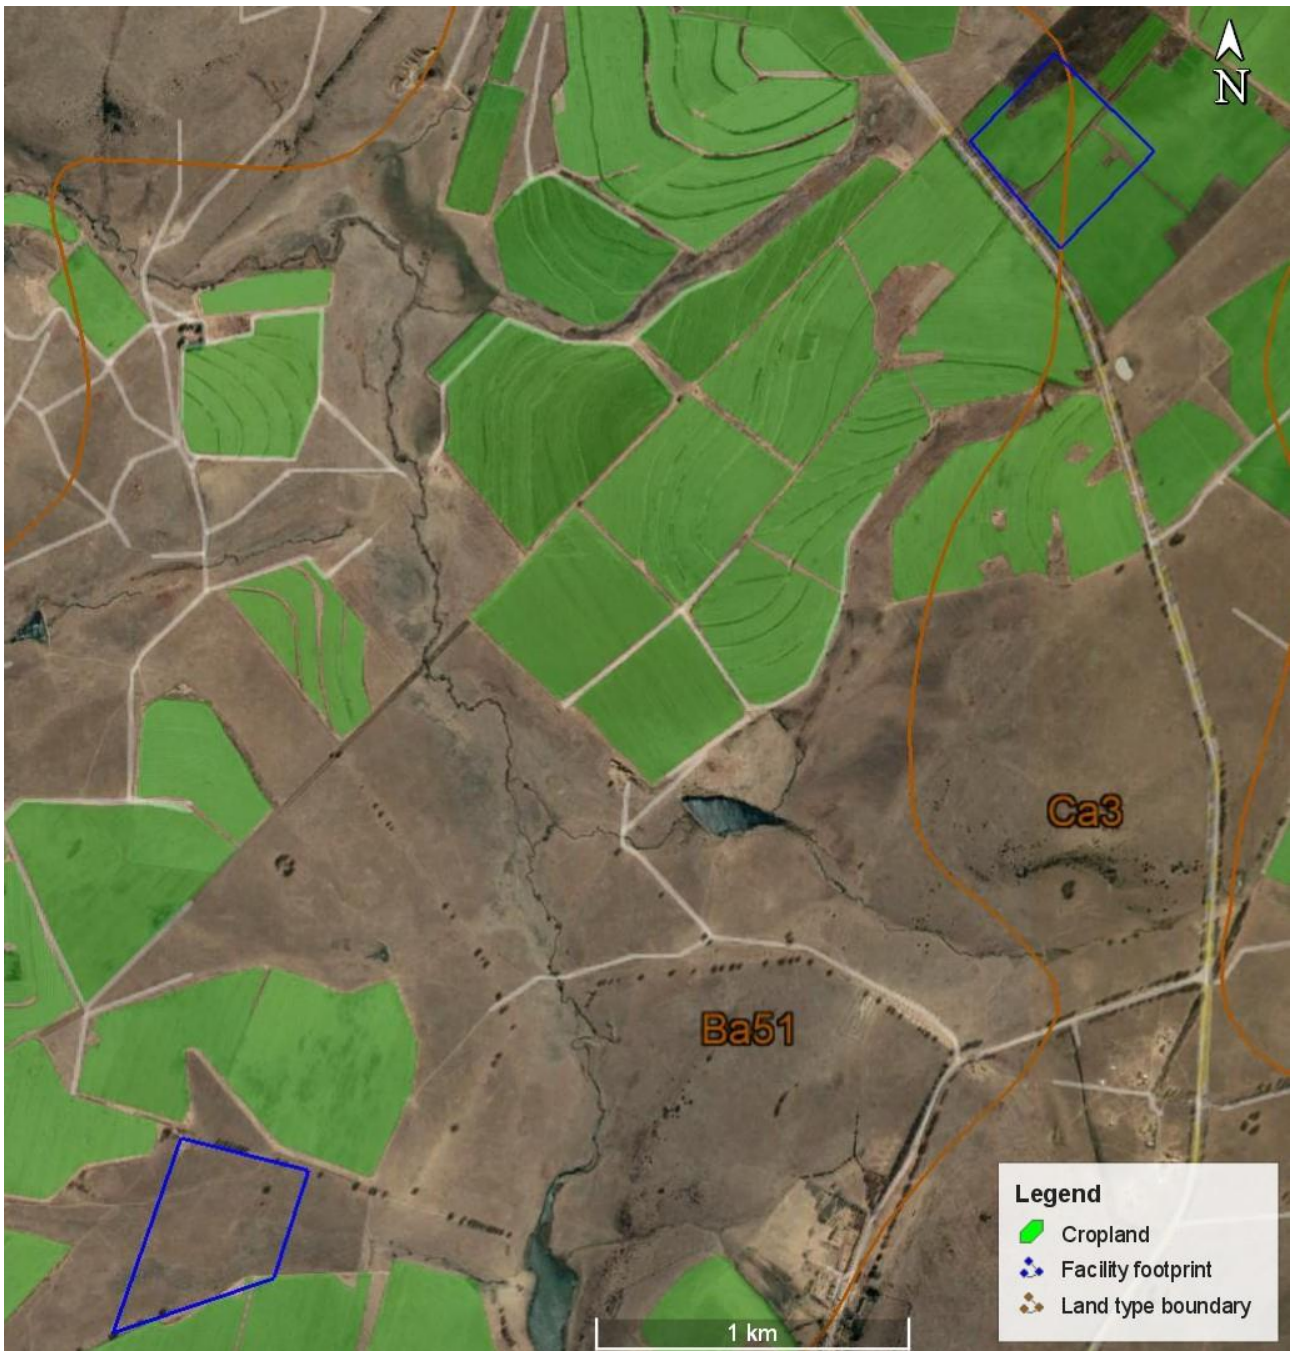 N
Ca3
Ba51
Legend
Cropland
Facility footprint
Land type boundary
1 km